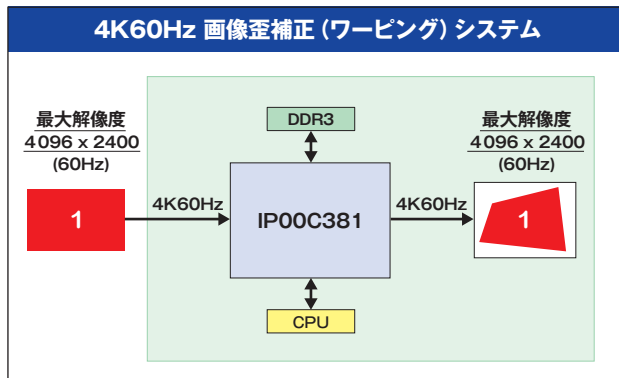 4K60Hz 画像歪補正（ワーピング）システム
最大解像度
4096 x 2400
(60Hz)
1
4K60Hz
DDR3
IP00C381
CPU
4K60Hz
最大解像度
4096 x 2400
(60Hz)
1